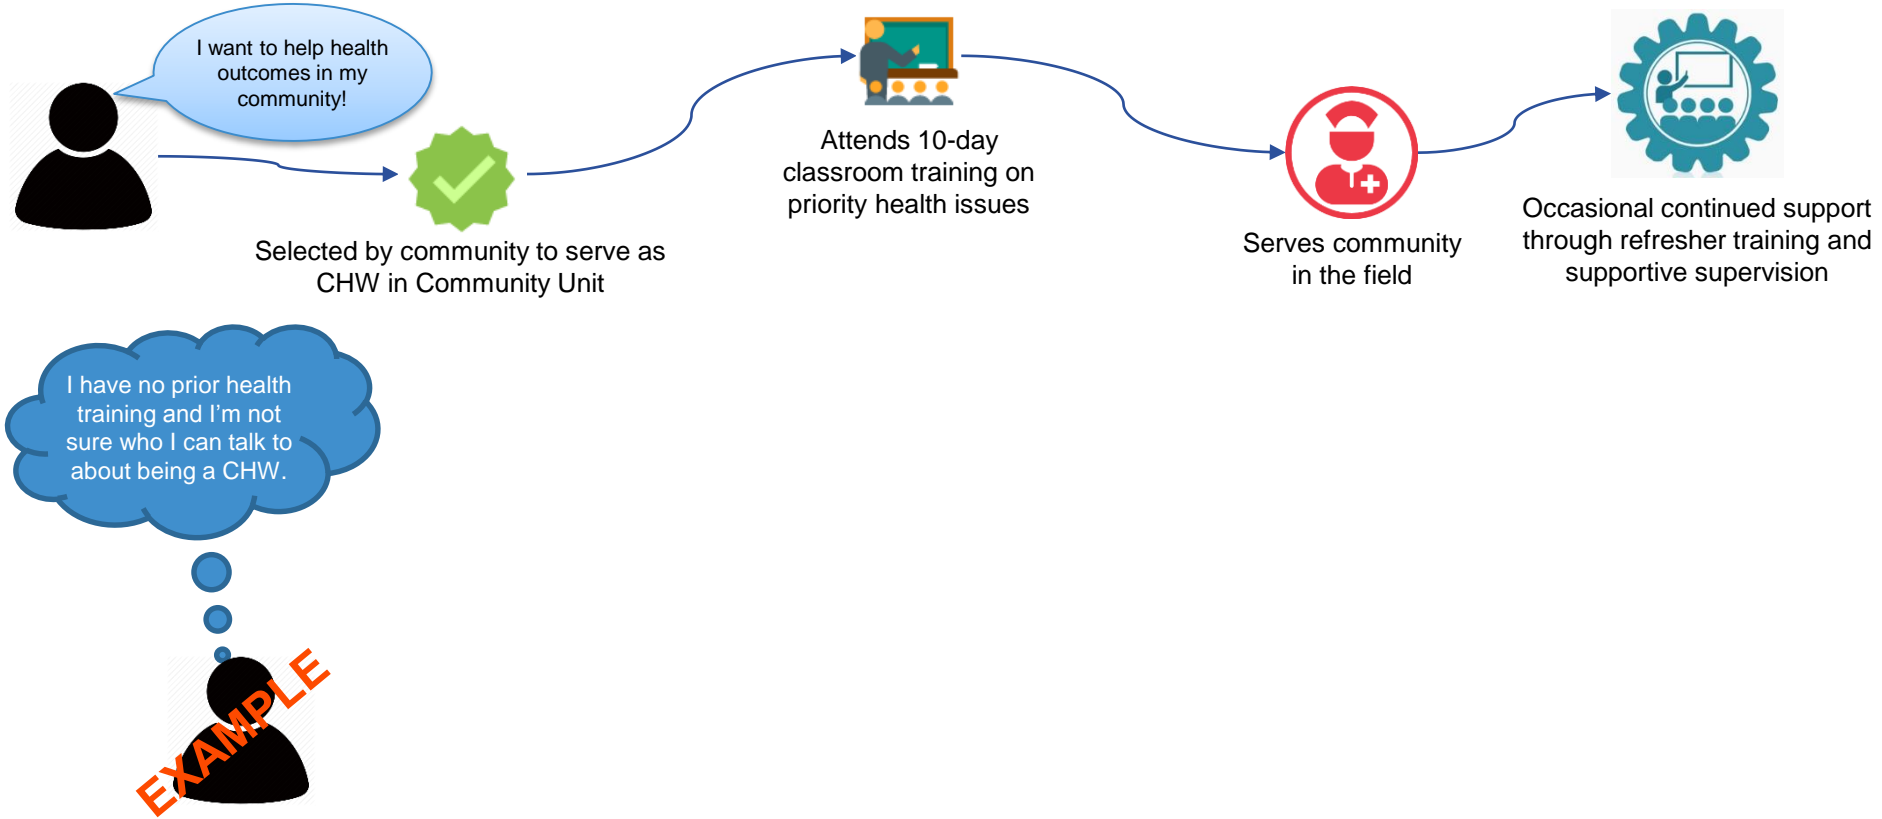 I want to help health
outcomes in my
community!
Selected by community to serve as
CHW in Community Unit
Attends 10-day
classroom training on
priority health issues
Serves community
in the field
Occasional continued support
through refresher training and
supportive supervision
I have no prior health
training and I’m not
sure who I can talk to
about being a CHW.
EXAMPLE